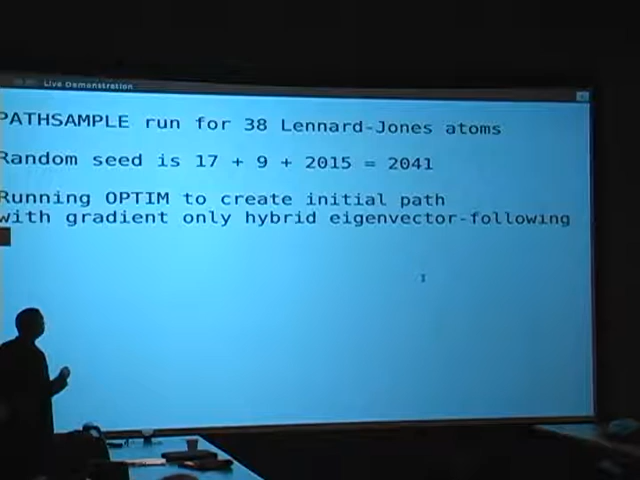 Live Demonstration
PATHSAMPLE run for 38 Lennard-Jones atoms
Random seed is 17 + 9 + 2015 = 2041
Running OPTIM to create initial path
with gradient only hybrid eigenvector-following